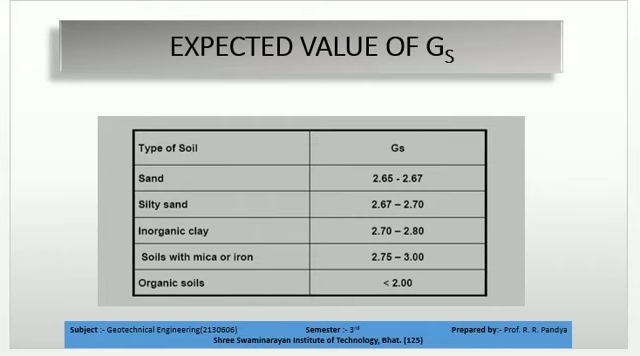 EXPECTED VALUE OF GS
Type of Soil Gs
Sand 2.65 - 2.67
Silty sand 2.67 – 2.70
Inorganic clay 2.70 – 2.80
Soils with mica or iron 2.75 – 3.00
Organic soils < 2.00
Subject :- Geotechnical Engineering(2130606) Semester :- 3rd Prepared by:- Prof. R. R. Pandya
Shree Swaminarayan Institute of Technology, Bhat. (125)